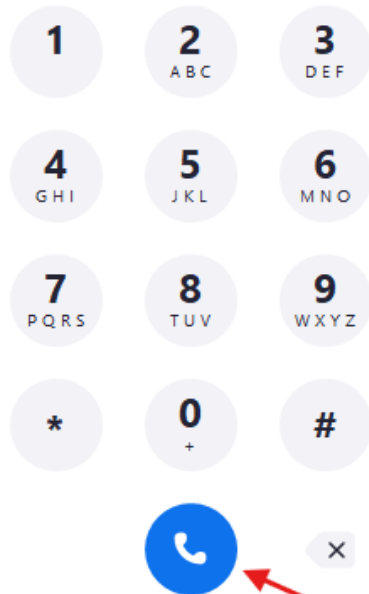 1 2 3
ABC DEF
4 5 6
GHI JKL MNO
7 8 9
PQRS TUV WXYZ
* 0 #
+